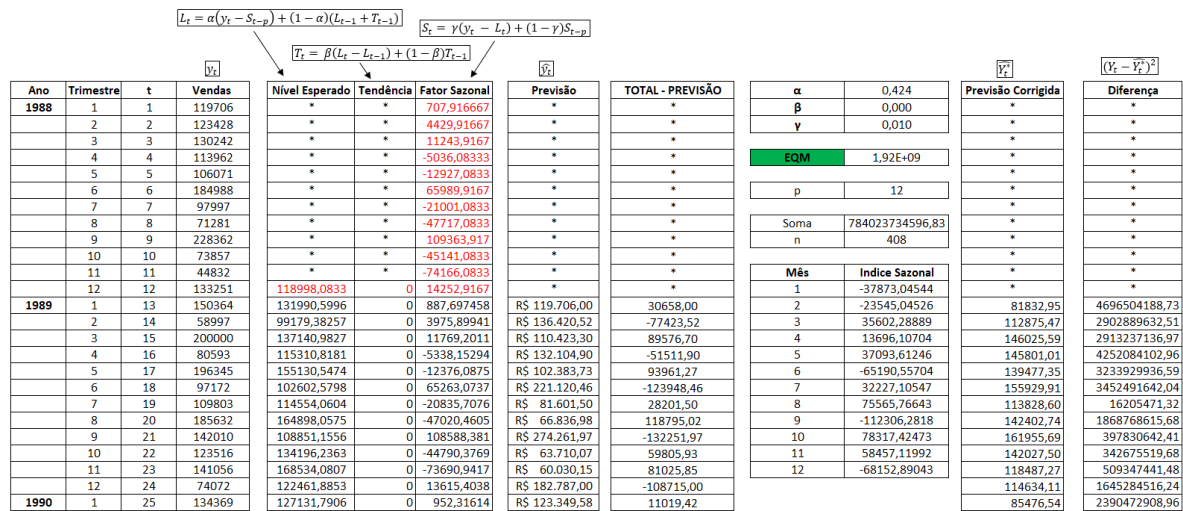 L_t = α(y_t − S_{t−p}) + (1 − α)(L_{t−1} + T_{t−1})
S_t = γ(y_t − L_t) + (1 − γ)S_{t−p}
T_t = β(L_t − L_{t−1}) + (1 − β)T_{t−1}
y_t ŷ_t Ŷ_t* (Y_t − Ŷ_t*)²
Ano Trimestre t Vendas Nível Esperado Tendência Fator Sazonal Previsão TOTAL - PREVISÃO α 0,424 Previsão Corrigida Diferença
1988 1 1 119706 * * 707,916667 * * β 0,000 * *
2 2 123428 * * 4429,91667 * * γ 0,010 * *
3 3 130242 * * 11243,9167 * * * *
4 4 113962 * * -5036,08333 * * EQM 1,92E+09 * *
5 5 106071 * * -12927,0833 * * * *
6 6 184988 * * 65989,9167 * * p 12 * *
7 7 97997 * * -21001,0833 * * * *
8 8 71281 * * -47717,0833 * * Soma 784023734596,83 * *
9 9 228362 * * 109363,917 * * n 408 * *
10 10 73857 * * -45141,0833 * * * *
11 11 44832 * * -74166,0833 * * Mês Indice Sazonal * *
12 12 133251 118998,0833 0 14252,9167 * * 1 -37873,04544 * *
1989 1 13 150364 131990,5996 0 887,697458 R$ 119.706,00 30658,00 2 -23545,04526 81832,95 4696504188,73
2 14 58997 99179,38257 0 3975,89941 R$ 136.420,52 -77423,52 3 35602,28889 112875,47 2902889632,51
3 15 200000 137140,9827 0 11769,2011 R$ 110.423,30 89576,70 4 13696,10704 146025,59 2913237136,97
4 16 80593 115310,8181 0 -5338,15294 R$ 132.104,90 -51511,90 5 37093,61246 145801,01 4252084102,96
5 17 196345 155130,5474 0 -12376,0875 R$ 102.383,73 93961,27 6 -65190,55704 139477,35 3233929936,59
6 18 97172 102602,5798 0 65263,0737 R$ 221.120,46 -123948,46 7 32227,10547 155929,91 3452491642,04
7 19 109803 114554,0604 0 -20835,7076 R$ 81.601,50 28201,50 8 75565,76643 113828,60 16205471,32
8 20 185632 164898,0575 0 -47020,4605 R$ 66.836,98 118795,02 9 -112306,2818 142402,74 1868768615,68
9 21 142010 108851,1556 0 108588,381 R$ 274.261,97 -132251,97 10 78317,42473 161955,69 397830642,41
10 22 123516 134196,2363 0 -44790,3769 R$ 63.710,07 59805,93 11 58457,11992 142027,50 342675519,68
11 23 141056 168534,0807 0 -73690,9417 R$ 60.030,15 81025,85 12 -68152,89043 118487,27 509347441,48
12 24 74072 122461,8853 0 13615,4038 R$ 182.787,00 -108715,00 114634,11 1645284516,24
1990 1 25 134369 127131,7906 0 952,31614 R$ 123.349,58 11019,42 85476,54 2390472908,96